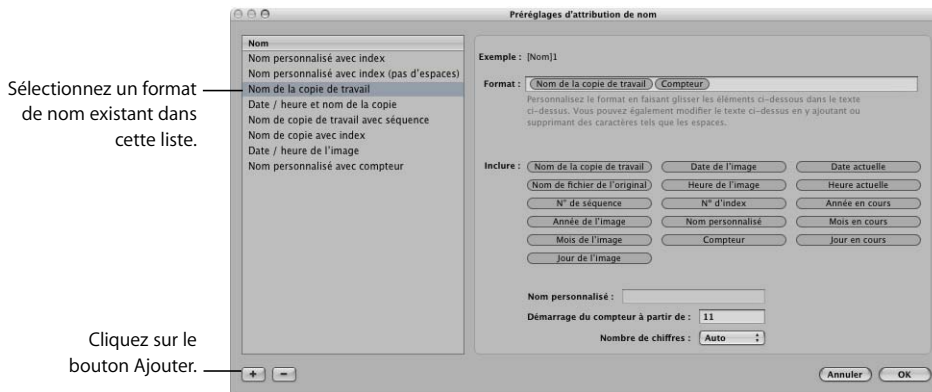 Préréglages d'attribution de nom
Sélectionnez un format
de nom existant dans
cette liste.
Nom
Nom personnalisé avec index
Nom personnalisé avec index (pas d'espaces)
Nom de la copie de travail
Date / heure et nom de la copie
Nom de copie de travail avec séquence
Nom de copie avec index
Date / heure de l'image
Nom personnalisé avec compteur
Exemple : [Nom]1
Format : Nom de la copie de travail Compteur
Personnalisez le format en faisant glisser les éléments ci-dessous dans le texte
ci-dessus. Vous pouvez également modifier le texte ci-dessus en y ajoutant ou
supprimant des caractères tels que les espaces.
Inclure : Nom de la copie de travail Date de l'image Date actuelle
Nom de fichier de l'original Heure de l'image Heure actuelle
N° de séquence N° d'index Année en cours
Année de l'image Nom personnalisé Mois en cours
Mois de l'image Compteur Jour en cours
Jour de l'image
Nom personnalisé :
Démarrage du compteur à partir de : 11
Nombre de chiffres : Auto
Cliquez sur le
bouton Ajouter.
+ −
Annuler OK